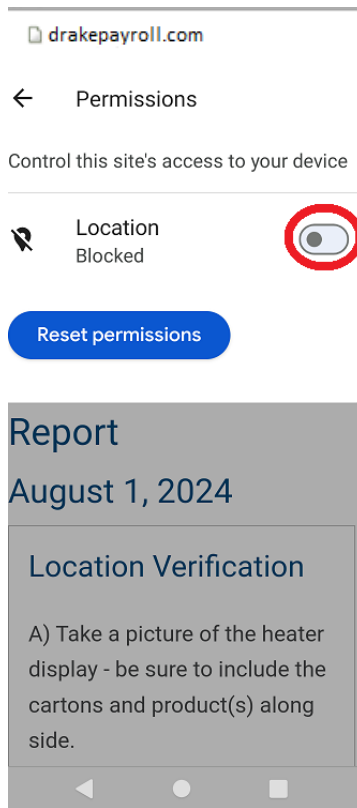 drakepayroll.com
Permissions
Control this site's access to your device
Location
Blocked
Reset permissions
Report
August 1, 2024
Location Verification
A) Take a picture of the heater
display - be sure to include the
cartons and product(s) along
side.